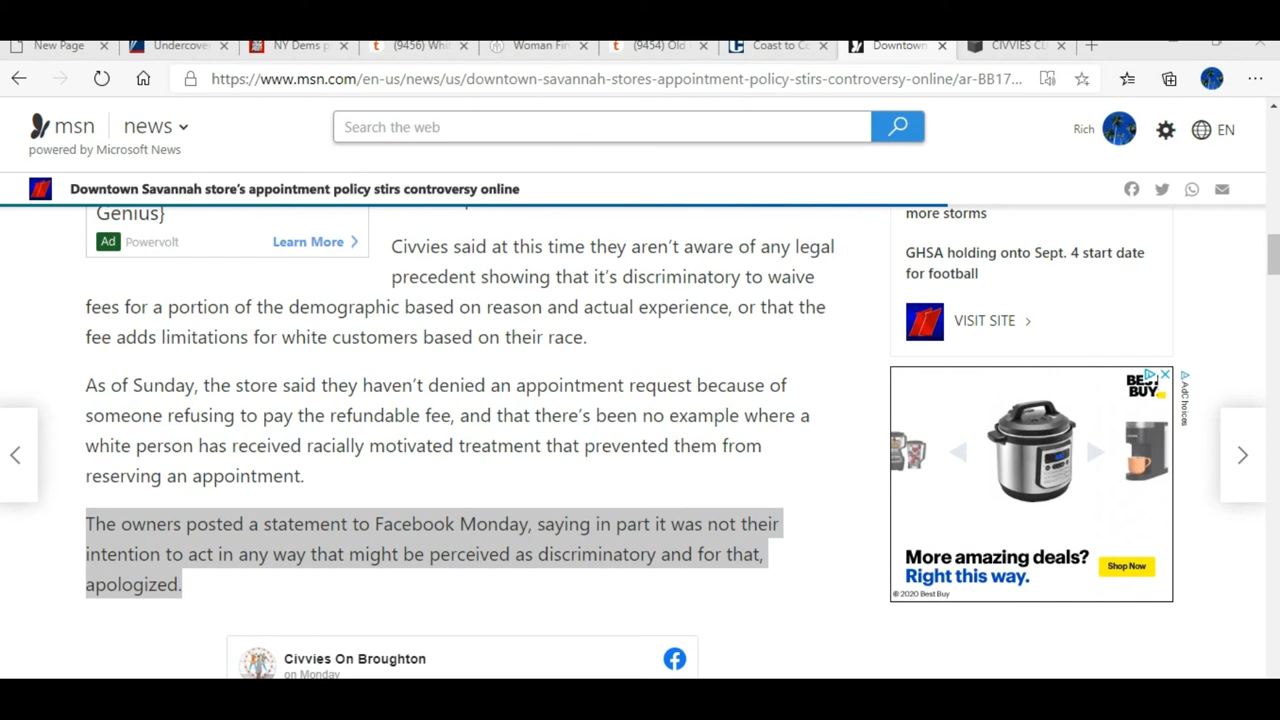 New Page
Undercove
NY Dems p
(9456) Whi
Woman Fir
(9454) Old
Coast to Co
Downtown
CIVVIES CL
https://www.msn.com/en-us/news/us/downtown-savannah-stores-appointment-policy-stirs-controversy-online/ar-BB17...
msn
news
powered by Microsoft News
Search the web
Rich
EN
Downtown Savannah store's appointment policy stirs controversy online
Genius}
Ad
Powervolt
Learn More
Civvies said at this time they aren't aware of any legal
precedent showing that it's discriminatory to waive
fees for a portion of the demographic based on reason and actual experience, or that the
fee adds limitations for white customers based on their race.
As of Sunday, the store said they haven't denied an appointment request because of
someone refusing to pay the refundable fee, and that there's been no example where a
white person has received racially motivated treatment that prevented them from
reserving an appointment.
The owners posted a statement to Facebook Monday, saying in part it was not their
intention to act in any way that might be perceived as discriminatory and for that,
apologized.
Civvies On Broughton
on Monday
more storms
GHSA holding onto Sept. 4 start date
for football
VISIT SITE
BEST
BUY
AdChoices
More amazing deals?
Right this way.
Shop Now
© 2020 Best Buy